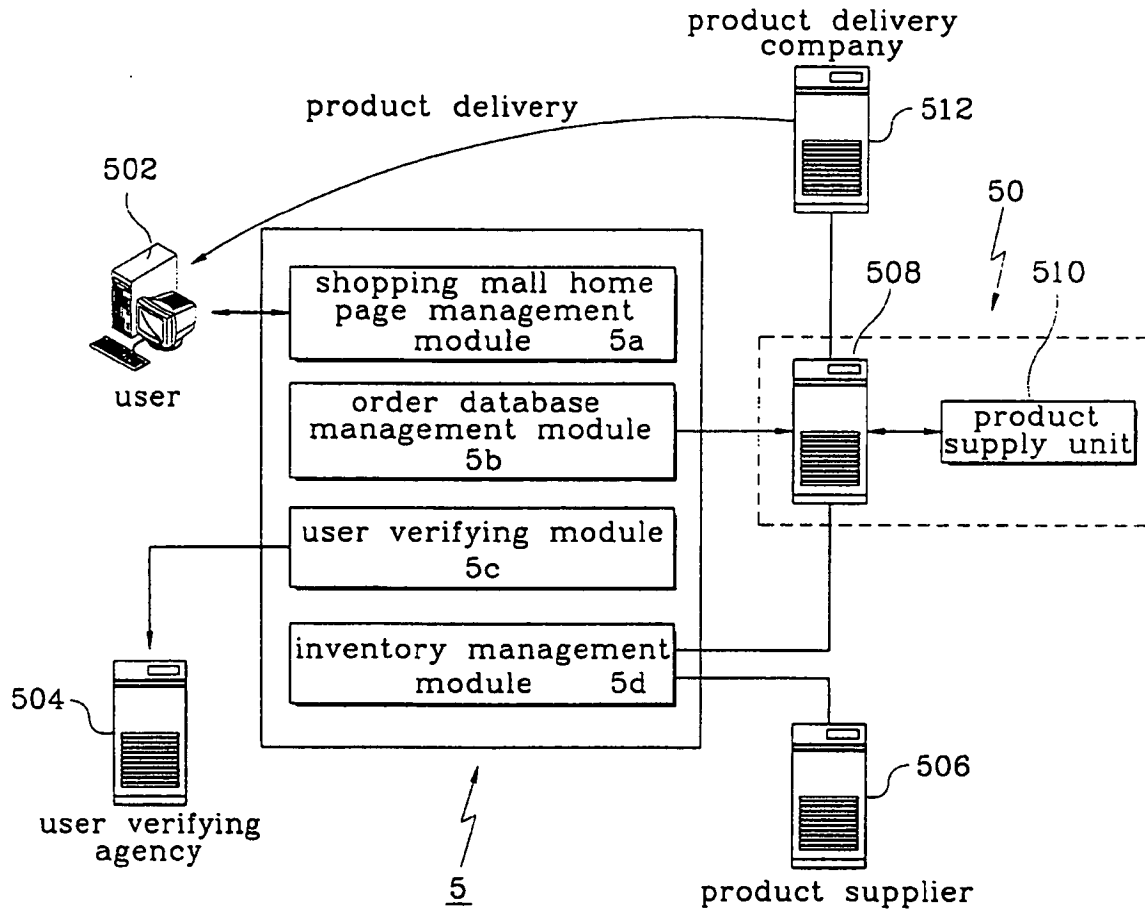 product delivery
company
product delivery
512
502
50
shopping mall home
page management
module 5a
508
510
user
order database
management module
5b
product
supply unit
user verifying module
5c
inventory management
module 5d
504
506
user verifying
agency
5
product supplier